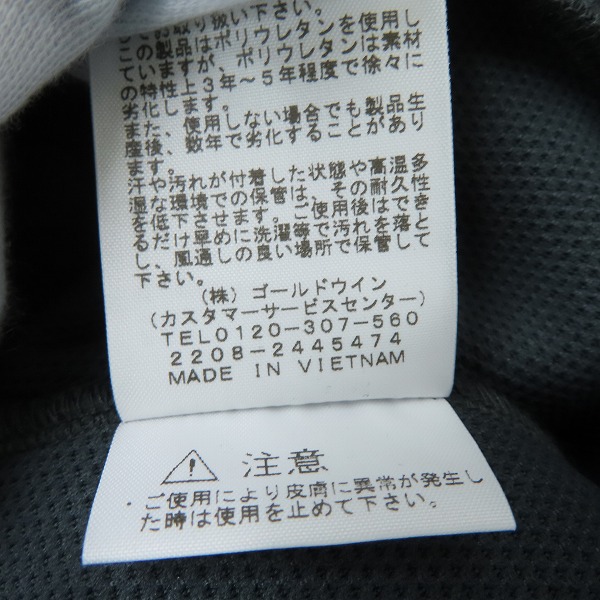 お取り扱い下さい。
この製品はポリウレタンを使用し
ていますが、ポリウレタンは素材
の特性上3年～5年程度で徐々に
劣化します。
また、使用しない場合でも製品生
産後、数年で劣化することがあり
ます。
汗や汚れが付着した状態や高温多
湿な環境での保管は、その耐久性
を低下させます。ご使用後はでき
るだけ早めに洗濯等で汚れを落と
し、風通しの良い場所で保管して
下さい。
(株)ゴールドウイン
(カスタマーサービスセンター)
TEL0120-307-560
2208-2445474
MADE IN VIETNAM
注意
ご使用により皮膚に異常が発生し
た時は使用を止めて下さい。